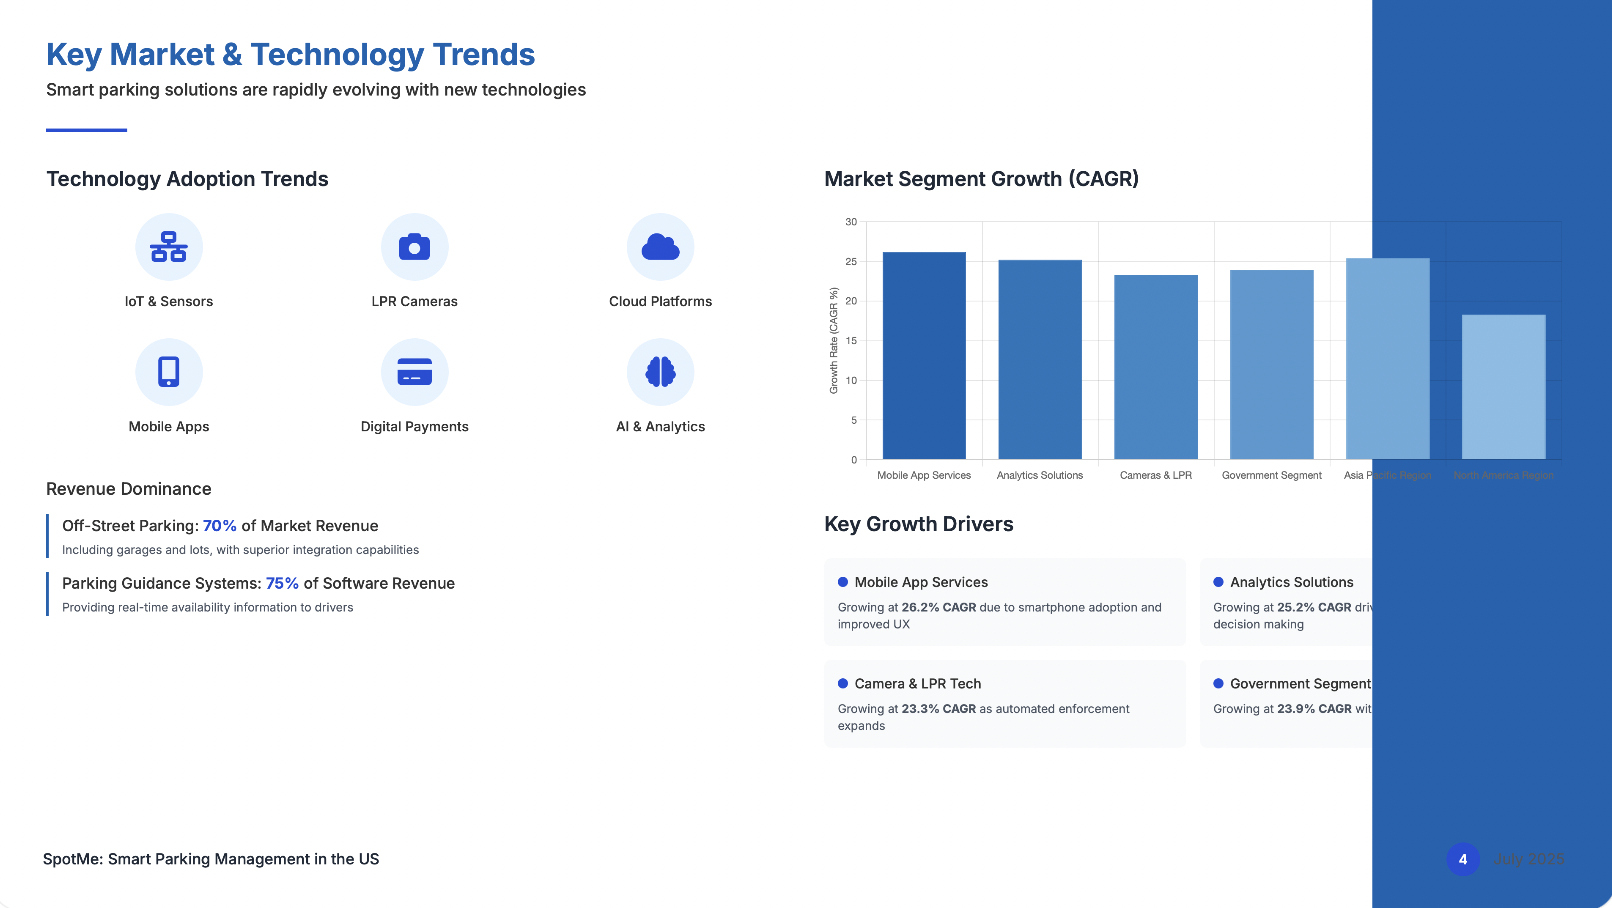 Key Market & Technology Trends
Smart parking solutions are rapidly evolving with new technologies
Technology Adoption Trends
IoT & Sensors
LPR Cameras
Cloud Platforms
Mobile Apps
Digital Payments
AI & Analytics
Revenue Dominance
Off-Street Parking: 70% of Market Revenue
Including garages and lots, with superior integration capabilities
Parking Guidance Systems: 75% of Software Revenue
Providing real-time availability information to drivers
Market Segment Growth (CAGR)
Growth Rate (CAGR %)
30
25
20
15
10
5
0
Mobile App Services
Analytics Solutions
Cameras & LPR
Government Segment
Asia Pacific Region
North America Region
Key Growth Drivers
Mobile App Services
Growing at 26.2% CAGR due to smartphone adoption and
improved UX
Analytics Solutions
Growing at 25.2% CAGR
decision making
Camera & LPR Tech
Growing at 23.3% CAGR as automated enforcement
expands
Government Segment
Growing at 23.9% CAGR
SpotMe: Smart Parking Management in the US
4
July 2025